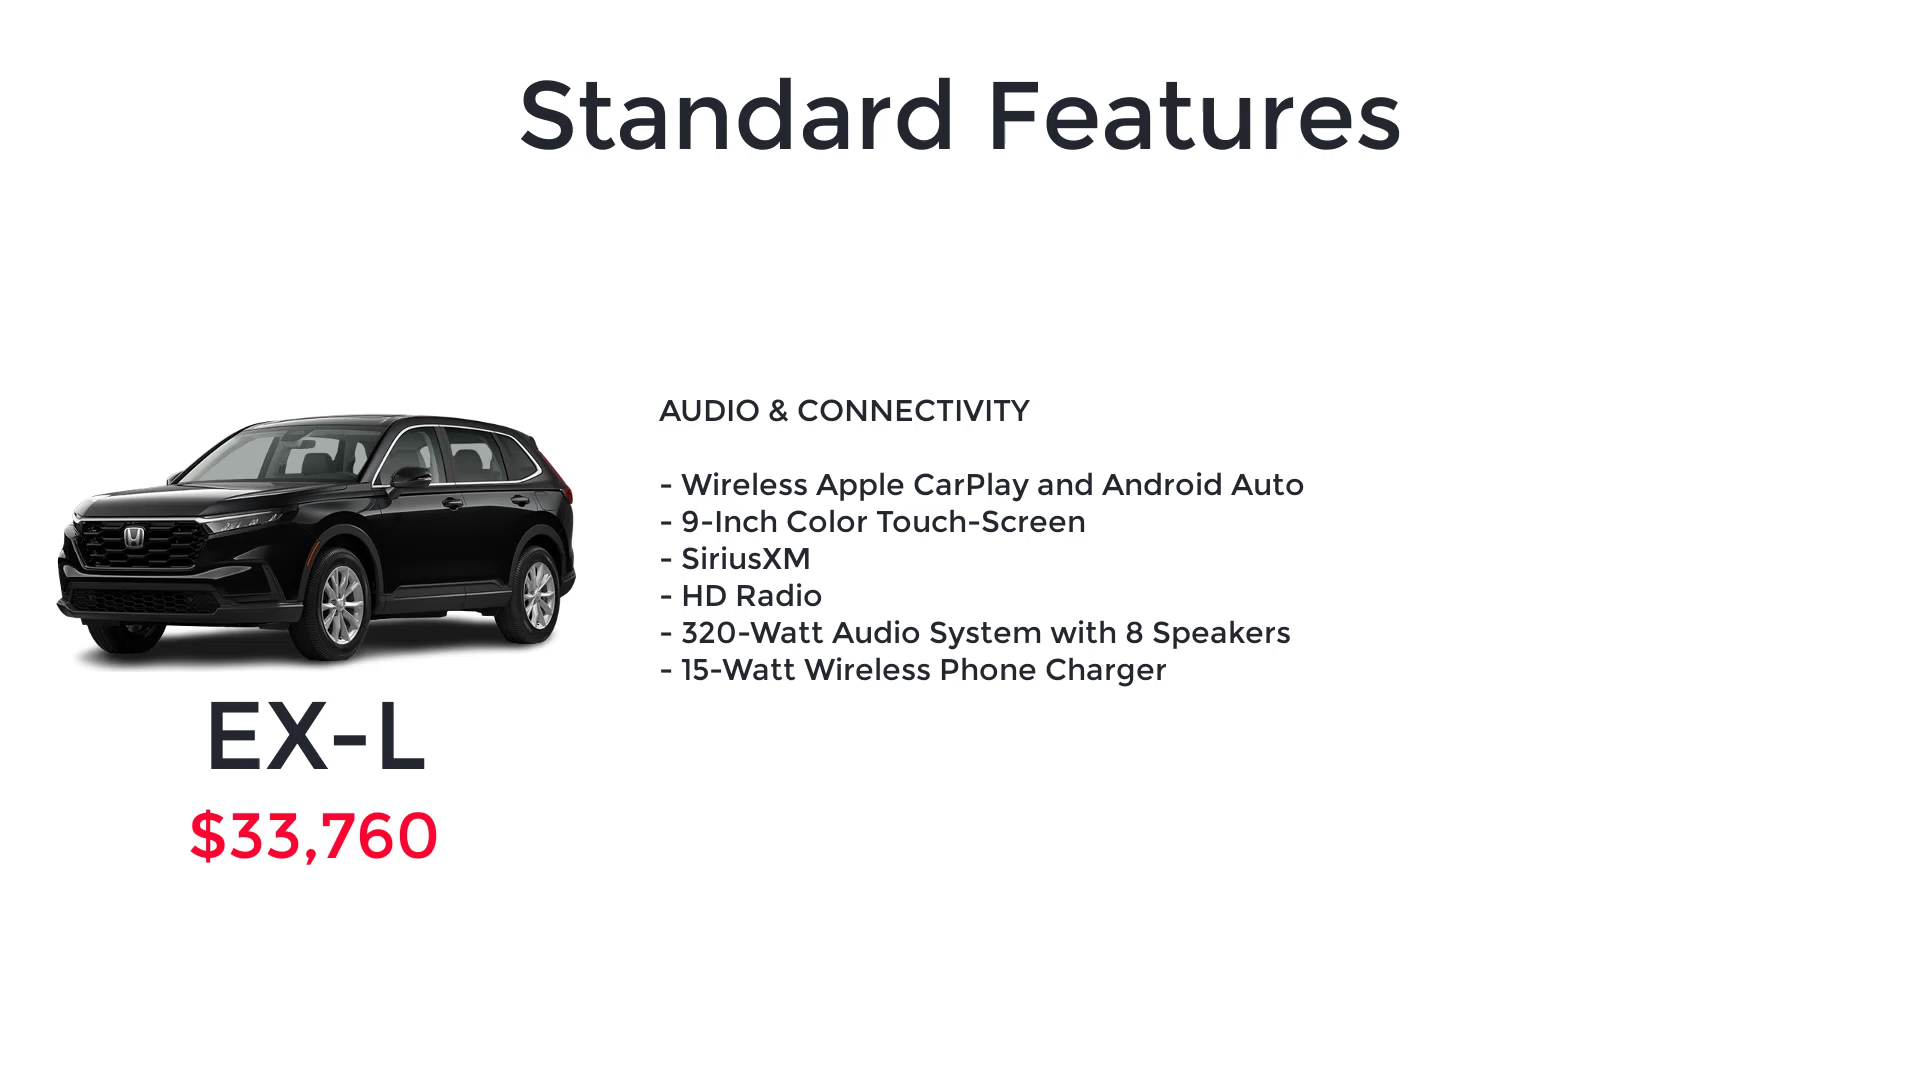 Standard Features
AUDIO & CONNECTIVITY
- Wireless Apple CarPlay and Android Auto
- 9-Inch Color Touch-Screen
- SiriusXM
- HD Radio
- 320-Watt Audio System with 8 Speakers
- 15-Watt Wireless Phone Charger
EX-L
$33,760